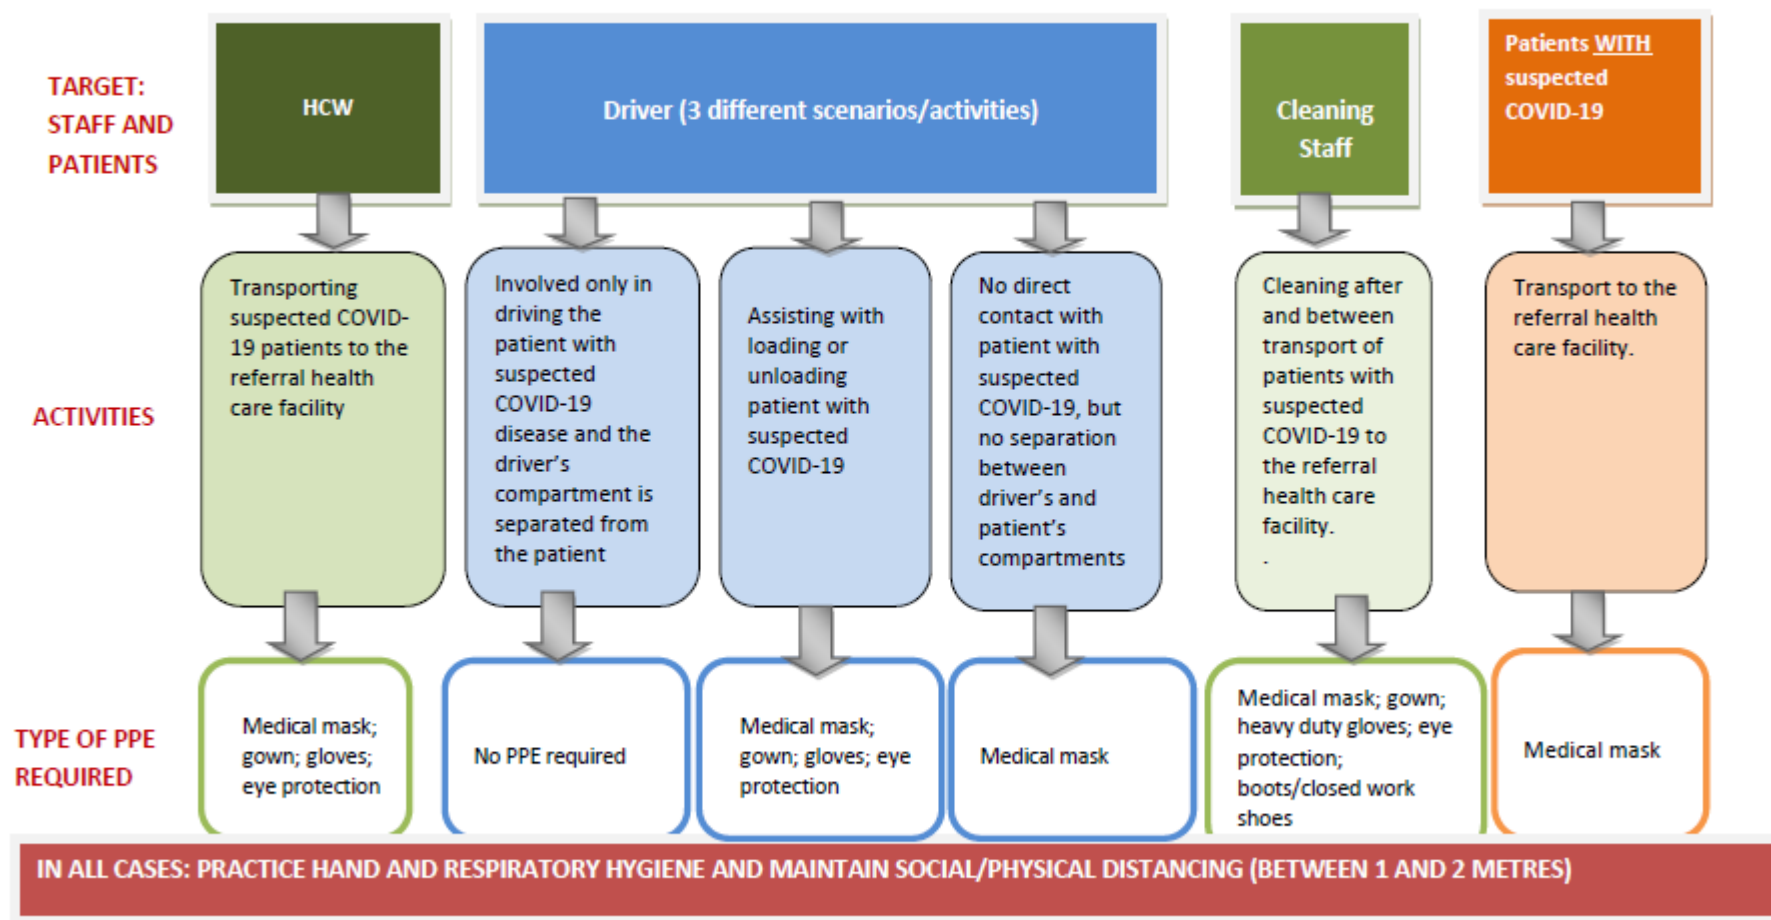 TARGET:
STAFF AND
PATIENTS
HCW
Driver (3 different scenarios/activities)
Cleaning
Staff
Patients WITH
suspected
COVID-19
ACTIVITIES
Transporting
suspected COVID-
19 patients to the
referral health
care facility
Involved only in
driving the
patient with
suspected
COVID-19
disease and the
driver's
compartment is
separated from
the patient
Assisting with
loading or
unloading
patient with
suspected
COVID-19
No direct
contact with
patient with
suspected
COVID-19, but
no separation
between
driver's and
patient's
compartments
Cleaning after
and between
transport of
patients with
suspected
COVID-19 to
the referral
health care
facility.
.
Transport to the
referral health
care facility.
TYPE OF PPE
REQUIRED
Medical mask;
gown; gloves;
eye protection
No PPE required
Medical mask;
gown; gloves; eye
protection
Medical mask
Medical mask; gown;
heavy duty gloves; eye
protection;
boots/closed work
shoes
Medical mask
IN ALL CASES: PRACTICE HAND AND RESPIRATORY HYGIENE AND MAINTAIN SOCIAL/PHYSICAL DISTANCING (BETWEEN 1 AND 2 METRES)